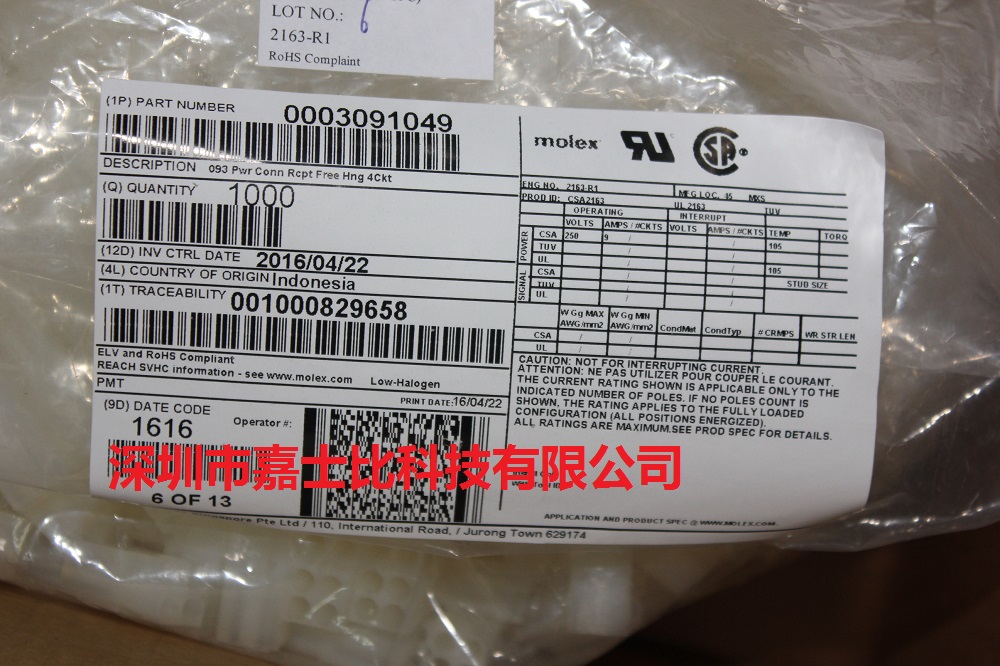 LOT NO.: 6
2163-R1
RoHS Complaint
(1P) PART NUMBER 0003091049
DESCRIPTION 093 Pwr Conn Rcpt Free Hng 4Ckt
(Q) QUANTITY 1000
(12D) INV CTRL DATE 2016/04/22
(4L) COUNTRY OF ORIGIN Indonesia
(1T) TRACEABILITY 001000829658
ELV and RoHS Compliant
REACH SVHC information - see www.molex.com Low-Halogen
PMT PRINT DATE:16/04/22
(9D) DATE CODE
1616 Operator #:
6 OF 13
molex
ENG NO. 2163-R1 MFG LOC. 45 MXS
PROD ID: CSA2163 UL 2163 TUV
OPERATING INTERRUPT
VOLTS AMPS / #CKTS VOLTS AMPS / #CKTS TEMP TORQ
POWER
CSA 250 9 /
TUV / 105
UL /
SIGNAL
CSA / 105
TUV / STUD SIZE
UL /
W Gg MAX W Gg MIN
AWG/mm2 AWG/mm2 CondMat CondTyp # CRMPS WR STR LEN
CSA / /
UL / /
CAUTION: NOT FOR INTERRUPTING CURRENT.
ATTENTION: NE PAS UTILIZER POUR COUPER LE COURANT.
THE CURRENT RATING SHOWN IS APPLICABLE ONLY TO THE
INDICATED NUMBER OF POLES. IF NO POLES COUNT IS
SHOWN, THE RATING APPLIES TO THE FULLY LOADED
CONFIGURATION (ALL POSITIONS ENERGIZED).
ALL RATINGS ARE MAXIMUM.SEE PROD SPEC FOR DETAILS.
深圳市嘉士比科技有限公司
APPLICATION AND PRODUCT SPEC @ WWW.MOLEX.COM
Pte Ltd / 110, International Road, / Jurong Town 629174